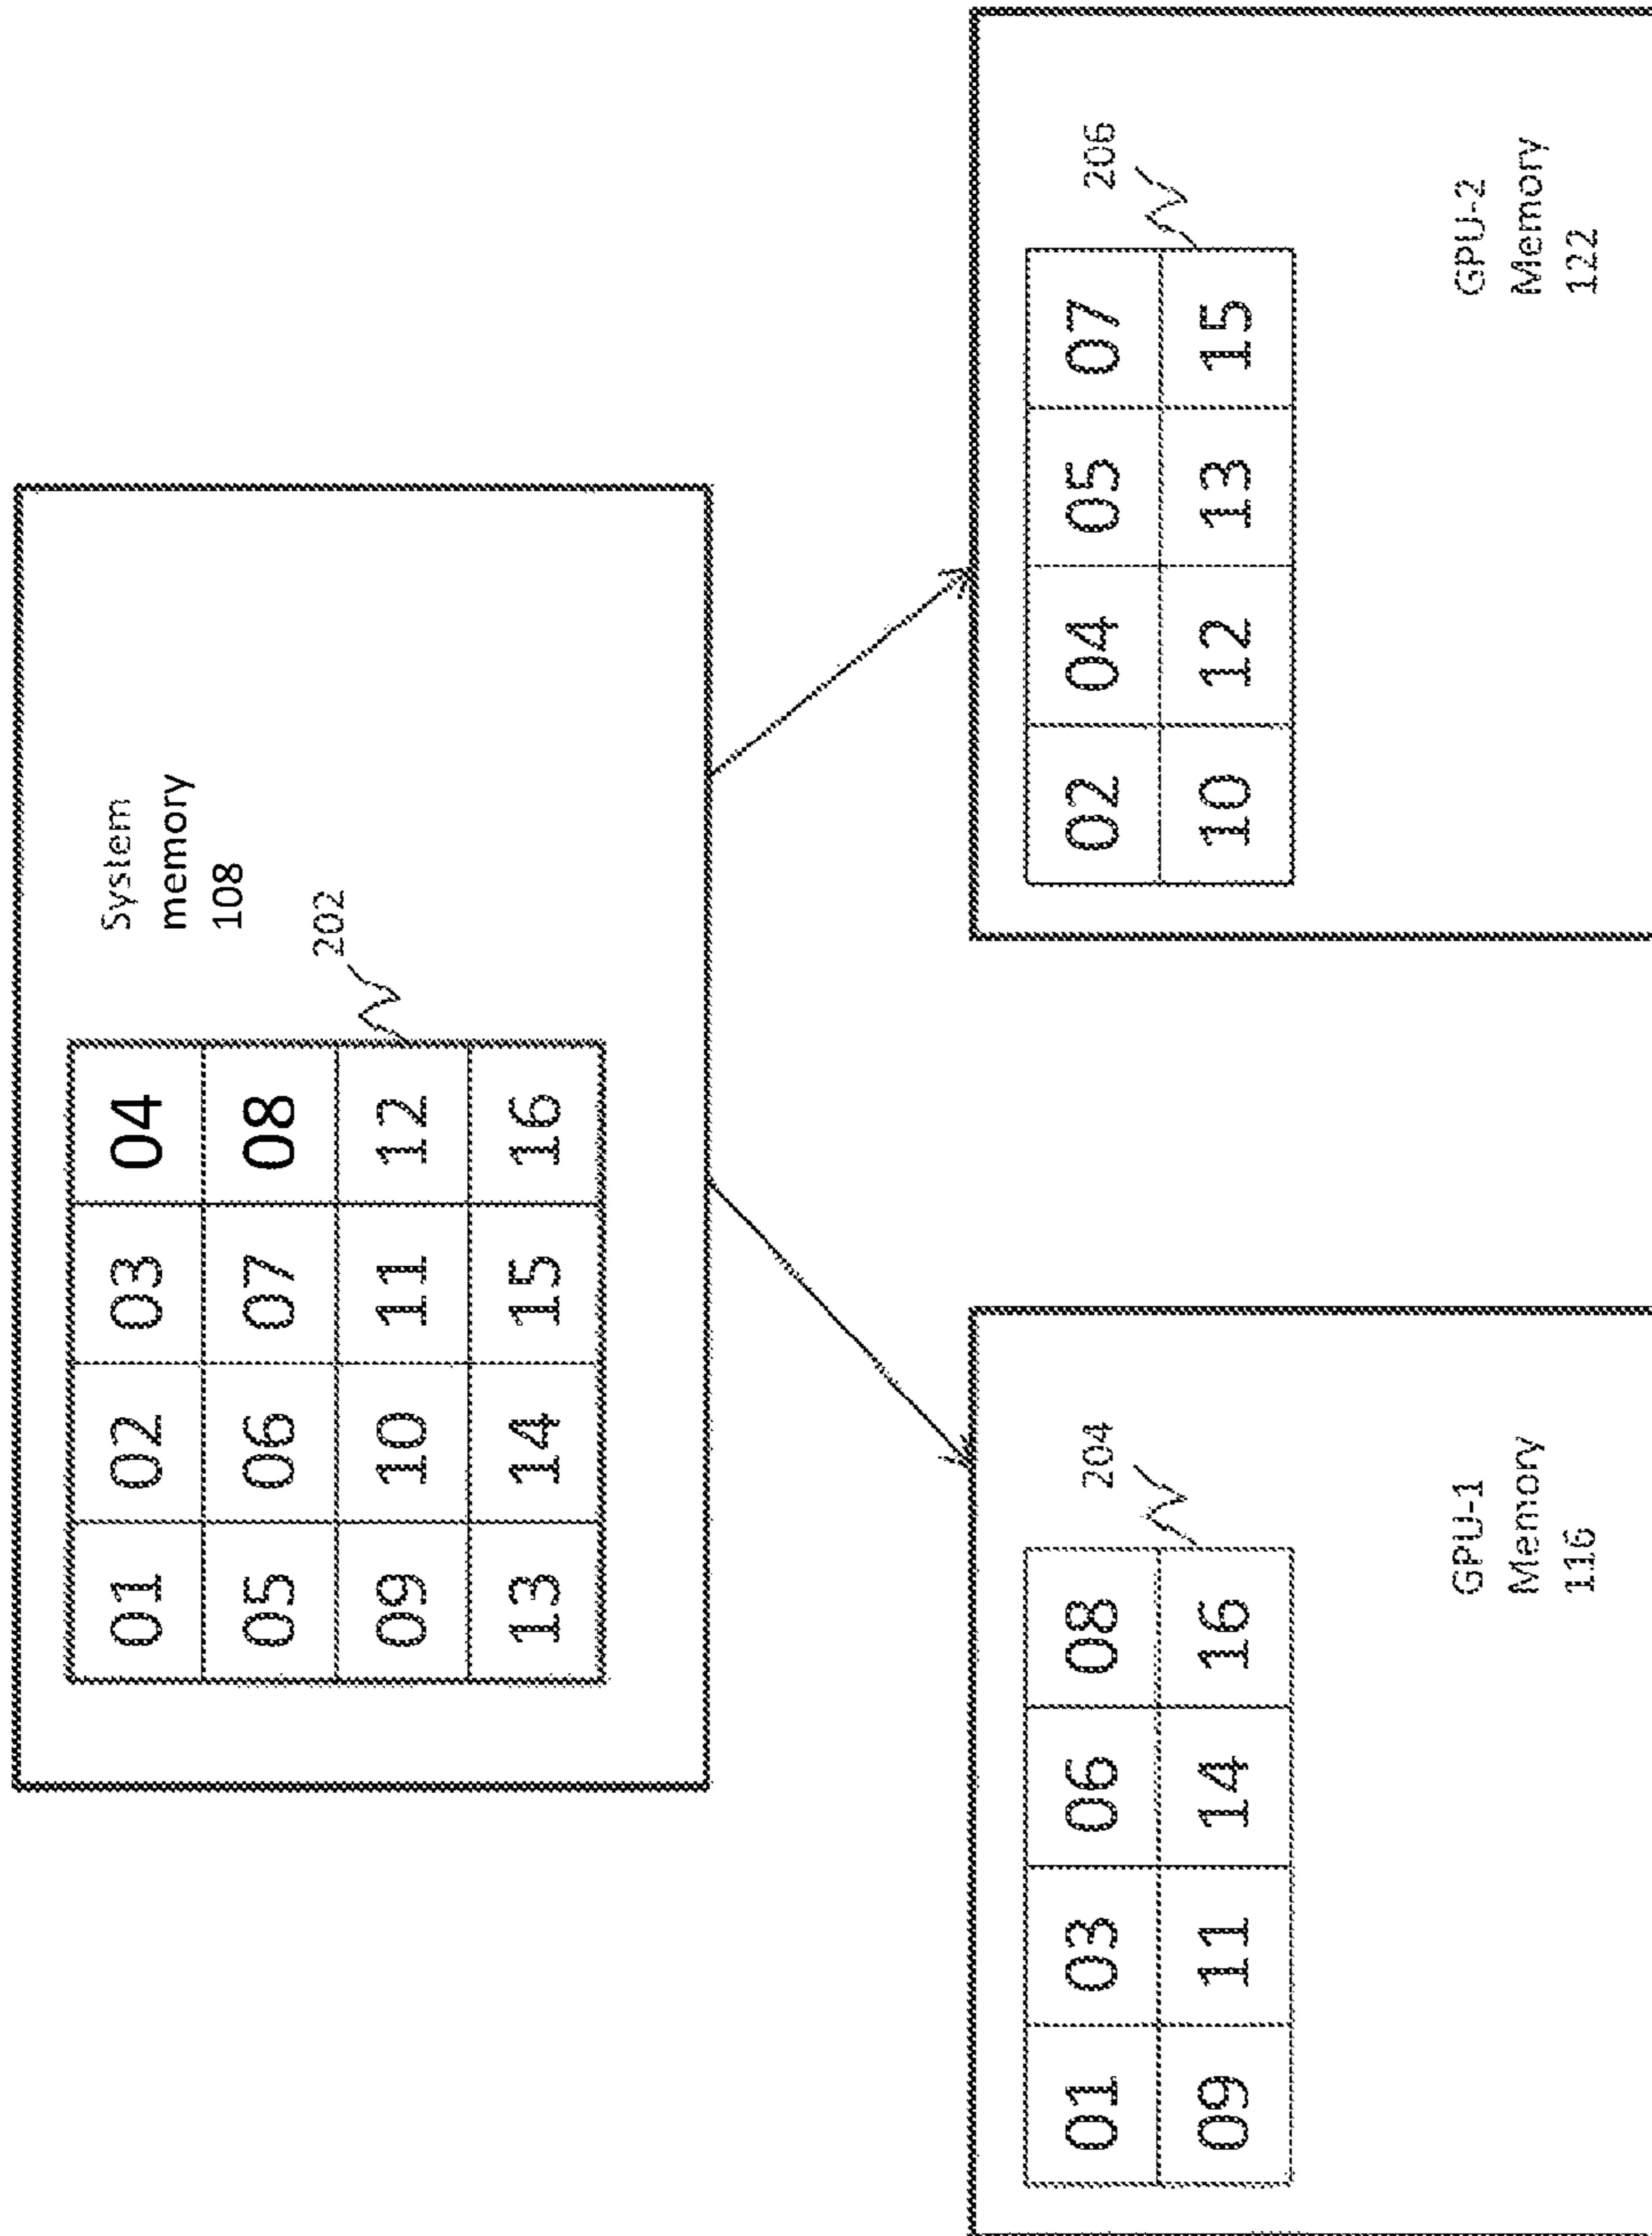 01 02 03 04
05 06 07 08
09 10 11 12
13 14 15 16
System
memory
108
202
01 03 06 08
09 11 14 16
204
GPU-1
Memory
116
02 04 05 07
10 12 13 15
206
GPU-2
Memory
122